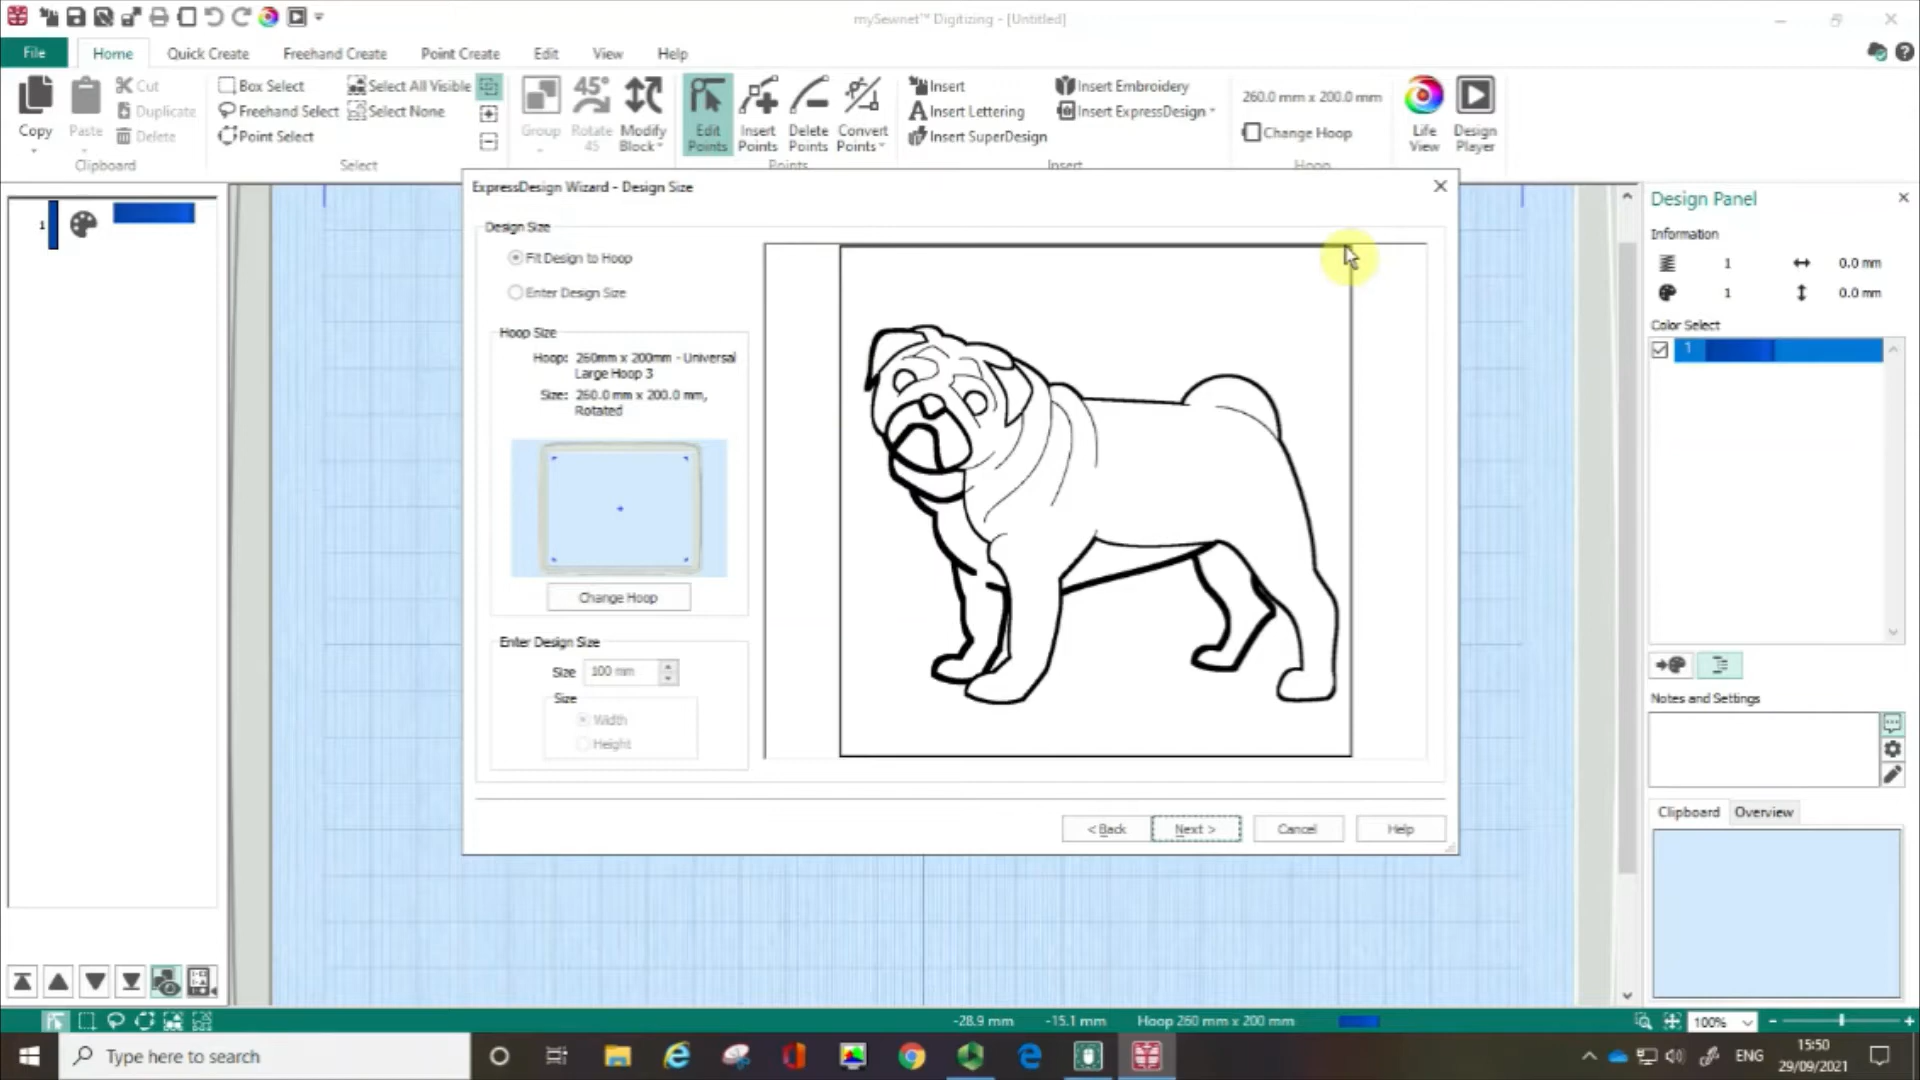 mySewnet™ Digitizing - [Untitled]
File Home Quick Create Freehand Create Point Create Edit View Help
Copy
Paste
Cut
Duplicate
Delete
Clipboard
Box Select
Freehand Select
Point Select
Select All Visible
Select None
Select
Group
Rotate 45
45°
Modify Block
Edit Points
Insert Points
Delete Points
Convert Points
Points
Insert
Insert Lettering
Insert SuperDesign
Insert Embroidery
Insert ExpressDesign
Insert
260.0 mm x 200.0 mm
Change Hoop
Hoop
Life View
Design Player
1
ExpressDesign Wizard - Design Size
Design Size
Fit Design to Hoop
Enter Design Size
Hoop Size
Hoop: 260mm x 200mm - Universal
Large Hoop 3
Size: 260.0 mm x 200.0 mm,
Rotated
Change Hoop
Enter Design Size
Size 100 mm
Size
Width
Height
< Back
Next >
Cancel
Help
Design Panel
Information
1 0.0 mm
1 0.0 mm
Color Select
1
Notes and Settings
Clipboard Overview
-28.9 mm -15.1 mm Hoop 260 mm x 200 mm
100%
Type here to search
ENG
15:50
29/09/2021